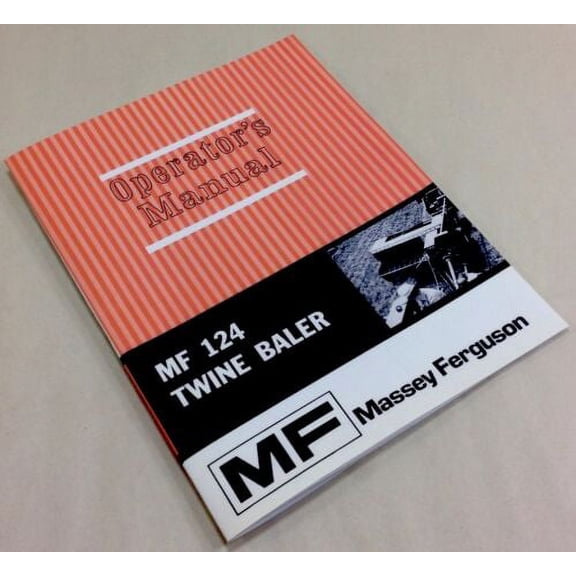 Operator's
Manual
MF 124
TWINE BALER
MF Massey Ferguson